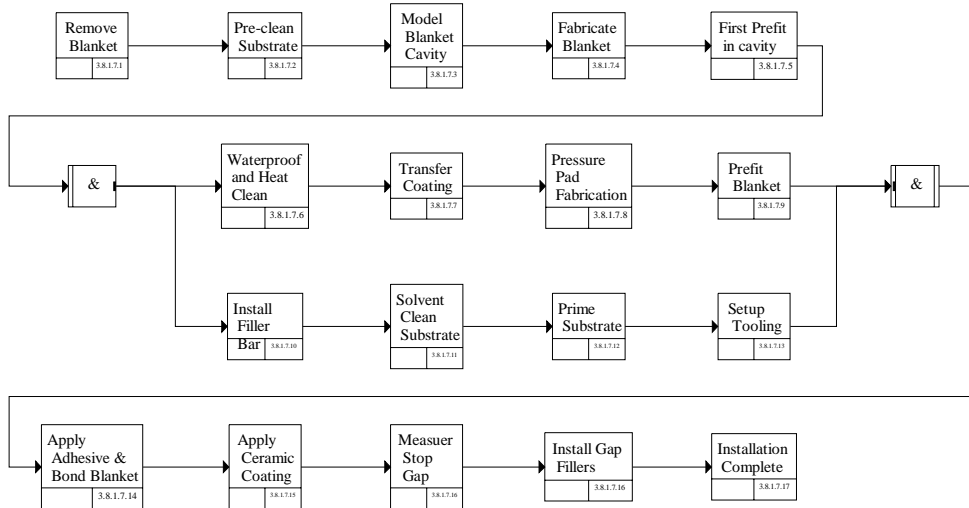 Remove
Blanket
3.8.1.7.1
Pre-clean
Substrate
3.8.1.7.2
Model
Blanket
Cavity
3.8.1.7.3
Fabricate
Blanket
3.8.1.7.4
First Prefit
in cavity
3.8.1.7.5
&
Waterproof
and Heat
Clean
3.8.1.7.6
Transfer
Coating
3.8.1.7.7
Pressure
Pad
Fabrication
3.8.1.7.8
Prefit
Blanket
3.8.1.7.9
&
Install
Filler
Bar
3.8.1.7.10
Solvent
Clean
Substrate
3.8.1.7.11
Prime
Substrate
3.8.1.7.12
Setup
Tooling
3.8.1.7.13
Apply
Adhesive &
Bond Blanket
3.8.1.7.14
Apply
Ceramic
Coating
3.8.1.7.15
Measuer
Stop
Gap
3.8.1.7.16
Install Gap
Fillers
3.8.1.7.16
Installation
Complete
3.8.1.7.17